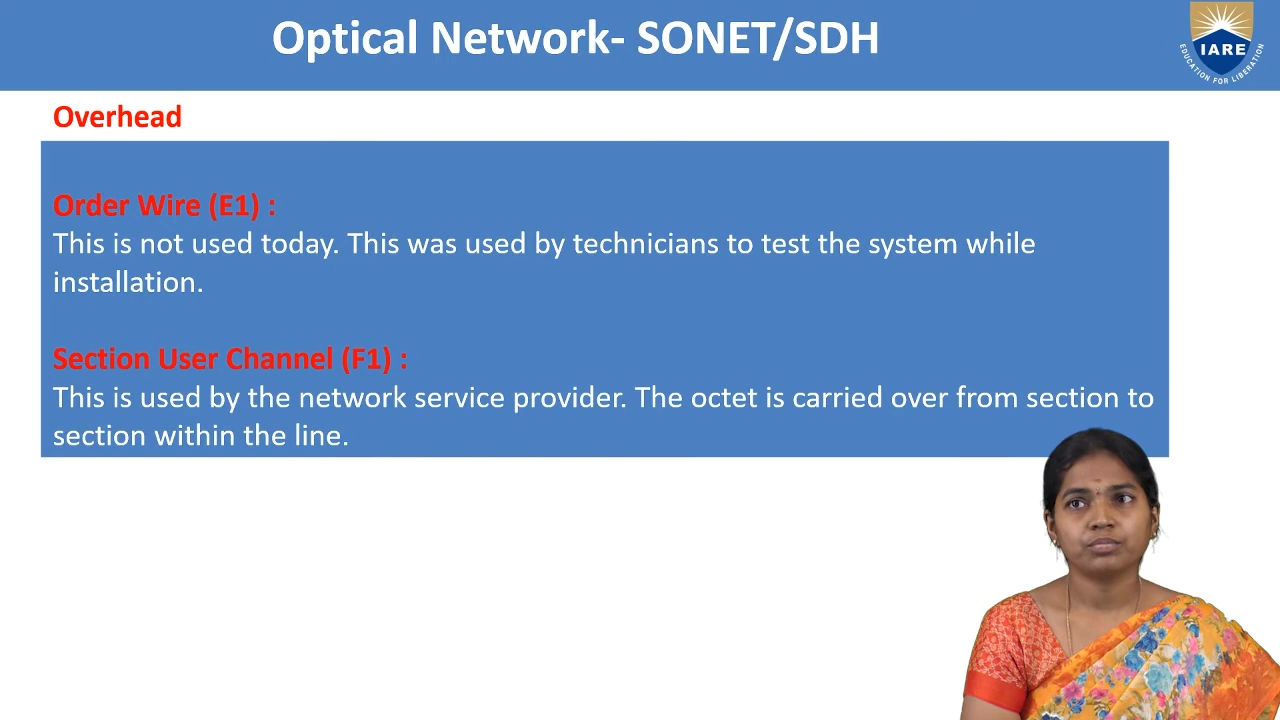 Optical Network- SONET/SDH
IARE
EDUCATION FOR LIBERATION
Overhead
Order Wire (E1) :
This is not used today. This was used by technicians to test the system while
installation.
Section User Channel (F1) :
This is used by the network service provider. The octet is carried over from section to
section within the line.